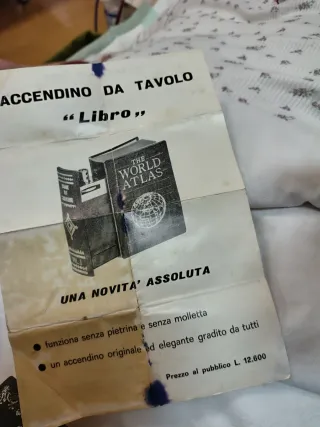 ACCENDINO DA TAVOLO
"Libro„
THE
WORLD
ATLAS
UNA NOVITA' ASSOLUTA
● funziona senza pietrina e senza molletta
● un accendino originale ed elegante gradito da tutti
Prezzo al pubblico L. 12.600